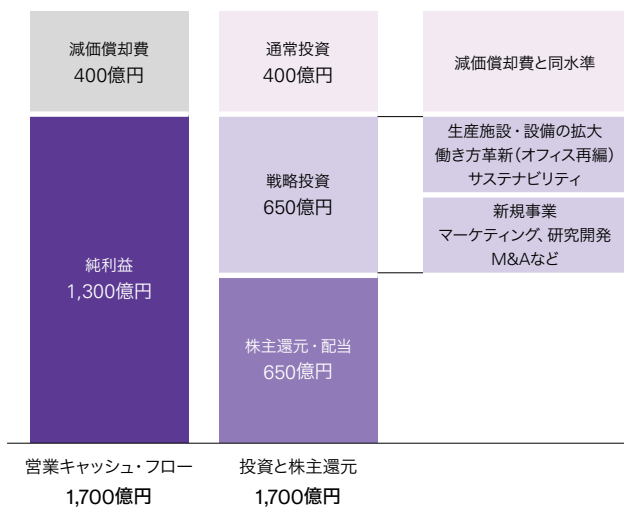 減価償却費
400億円
純利益
1,300億円
営業キャッシュ・フロー
1,700億円
通常投資
400億円
戦略投資
650億円
株主還元・配当
650億円
投資と株主還元
1,700億円
減価償却費と同水準
生産施設・設備の拡大
働き方革新(オフィス再編)
サステナビリティ
新規事業
マーケティング、研究開発
M&Aなど